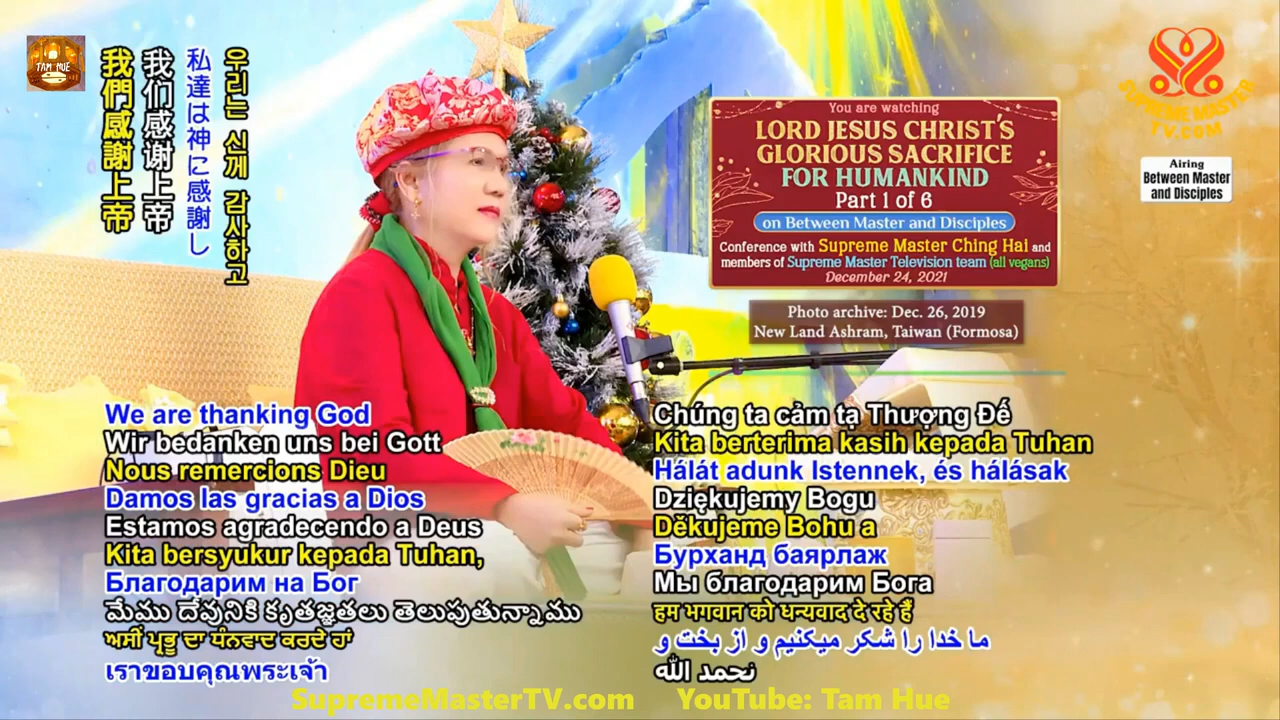 TAM HUE
我們感謝上帝
我们感谢上帝
私達は神に感謝し
우리는 신께 감사하고
SUPREME MASTER
TV.COM
Airing
Between Master
and Disciples
You are watching
LORD JESUS CHRIST'S
GLORIOUS SACRIFICE
FOR HUMANKIND
Part 1 of 6
on Between Master and Disciples
Conference with Supreme Master Ching Hai and
members of Supreme Master Television team (all vegans)
December 24, 2021
Photo archive: Dec. 26, 2019
New Land Ashram, Taiwan (Formosa)
We are thanking God
Wir bedanken uns bei Gott
Nous remercions Dieu
Damos las gracias a Dios
Estamos agradecendo a Deus
Kita bersyukur kepada Tuhan,
Благодарим на Бог
మేము దేవునికి కృతజ్ఞతలు తెలుపుతున్నాము
ਅਸੀਂ ਪ੍ਰਭੂ ਦਾ ਧੰਨਵਾਦ ਕਰਦੇ ਹਾਂ
เราขอบคุณพระเจ้า
Chúng ta cảm tạ Thượng Đế
Kita berterima kasih kepada Tuhan
Hálát adunk Istennek, és hálásak
Dziękujemy Bogu
Děkujeme Bohu a
Бурханд баярлаж
Мы благодарим Бога
हम भगवान को धन्यवाद दे रहे हैं
ما خدا را شکر میکنیم و از بخت و
نحمد الله
SupremeMasterTV.com YouTube: Tam Hue